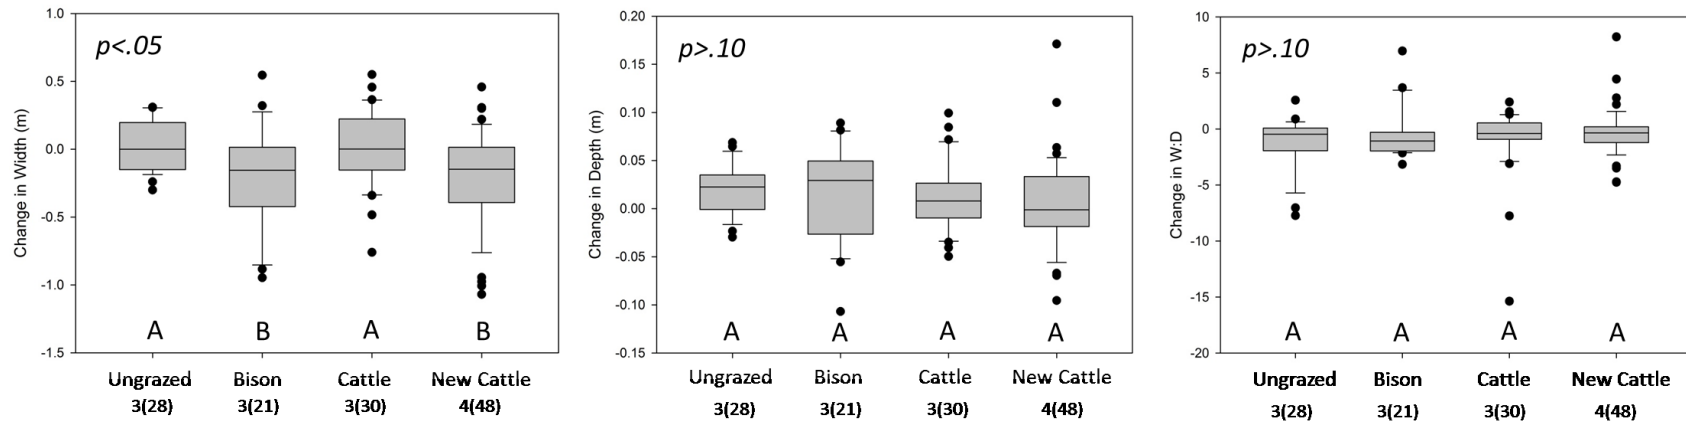 Change in Width (m)
1.0
0.5
0.0
-0.5
-1.0
-1.5
p<.05
A B A B
Ungrazed Bison Cattle New Cattle
3(28) 3(21) 3(30) 4(48)
Change in Depth (m)
0.20
0.15
0.10
0.05
0.00
-0.05
-0.10
-0.15
p>.10
A A A A
Ungrazed Bison Cattle New Cattle
3(28) 3(21) 3(30) 4(48)
Change in W:D
10
5
0
-5
-10
-15
-20
p>.10
A A A A
Ungrazed Bison Cattle New Cattle
3(28) 3(21) 3(30) 4(48)